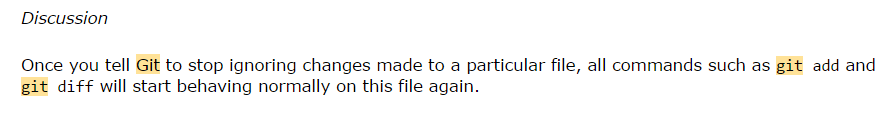 Discussion
Once you tell Git to stop ignoring changes made to a particular file, all commands such as git add and
git diff will start behaving normally on this file again.